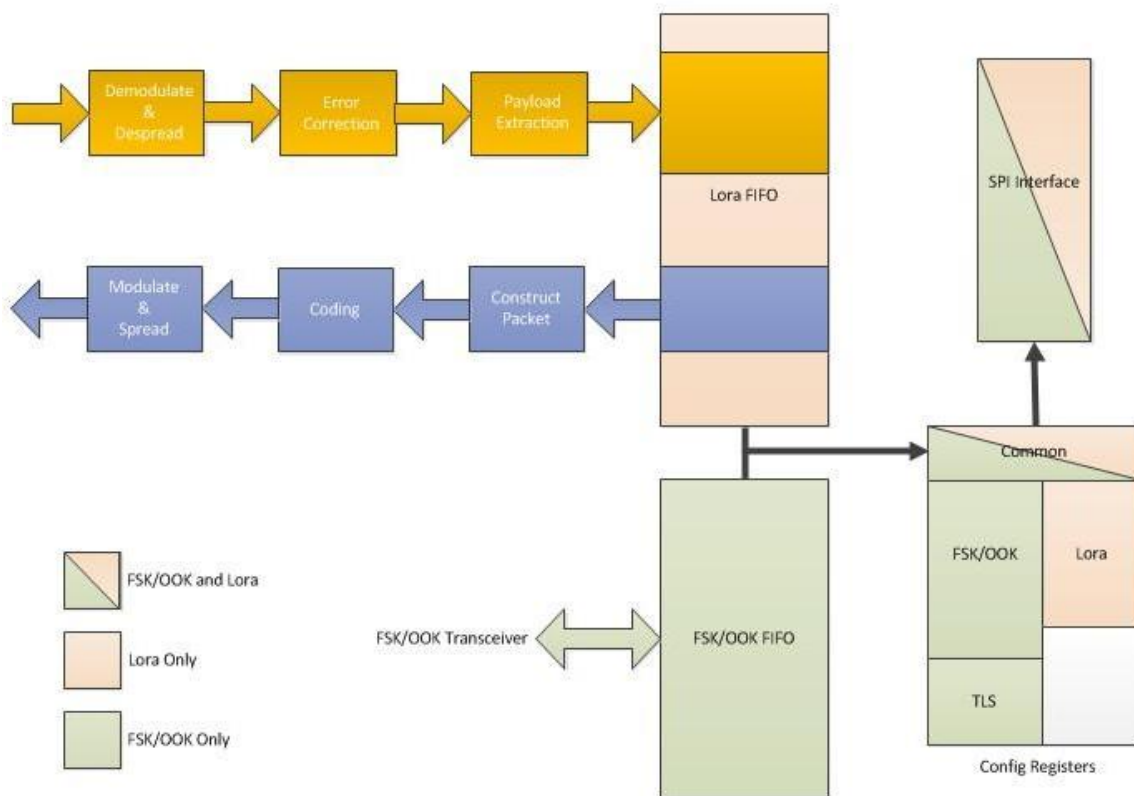 Demodulate
&
Despread
Error
Correction
Payload
Extraction
Lora FIFO
SPI Interface
Modulate
&
Spread
Coding
Construct
Packet
Common
FSK/OOK
Lora
TLS
Config Registers
FSK/OOK Transceiver
FSK/OOK FIFO
FSK/OOK and Lora
Lora Only
FSK/OOK Only